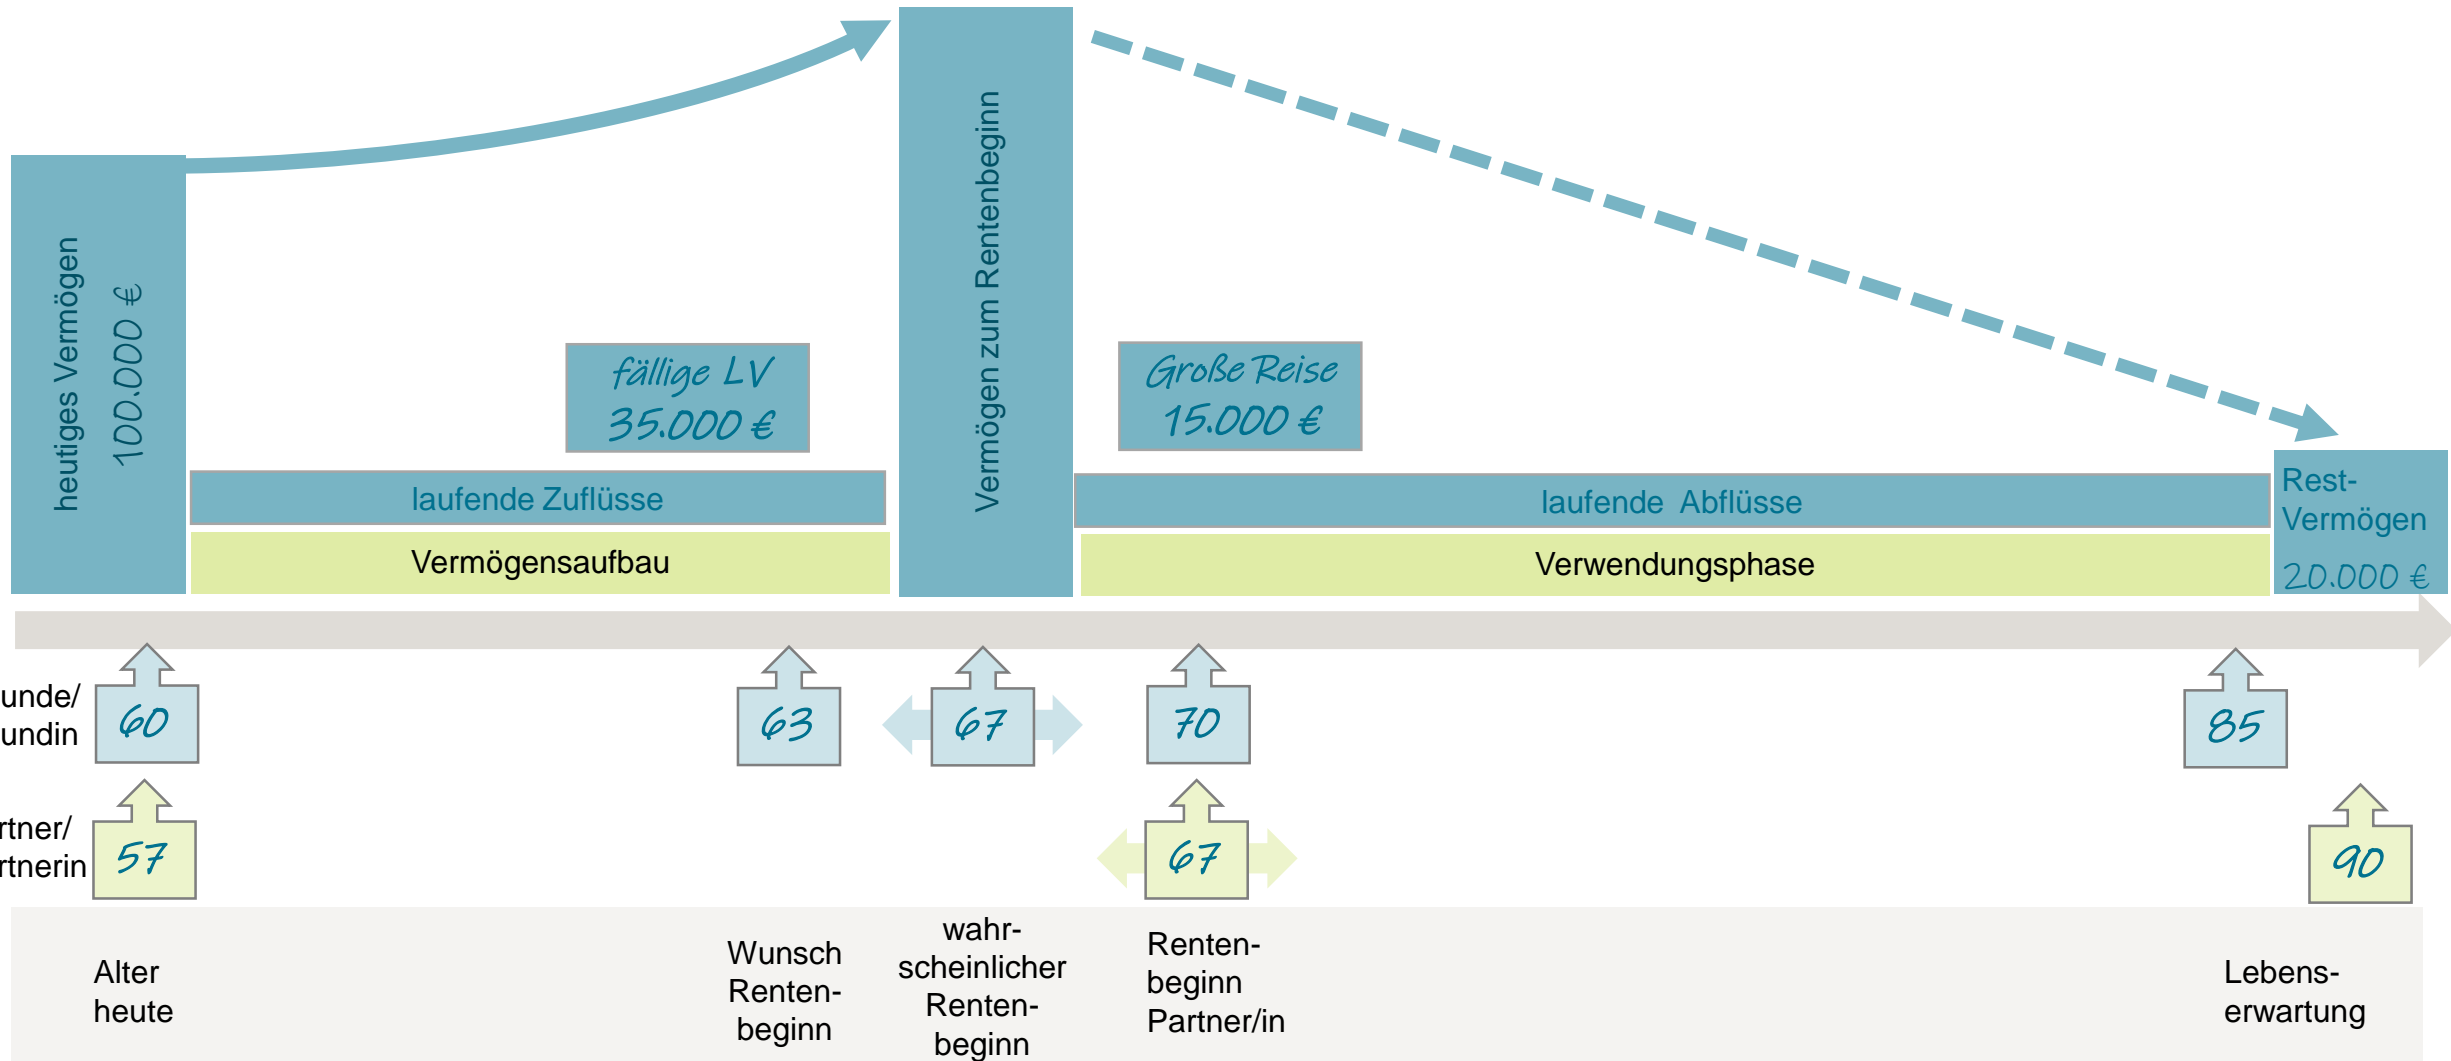 heutiges Vermögen
100.000 €
fällige LV
35.000 €
Vermögen zum Rentenbeginn
Große Reise
15.000 €
laufende Zuflüsse
laufende Abflüsse
Vermögensaufbau
Verwendungsphase
Rest-
Vermögen
20.000 €
unde/
undin
60
63
67
70
85
rtner/
rtnerin
57
67
90
Alter
heute
Wunsch
Renten-
beginn
wahr-
scheinlicher
Renten-
beginn
Renten-
beginn
Partner/in
Lebens-
erwartung